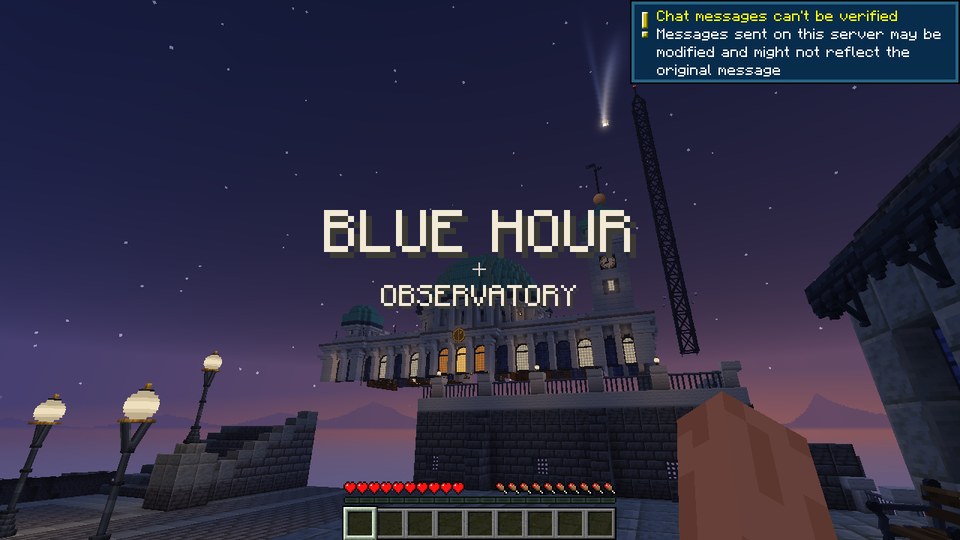 Chat messages can't be verified
Messages sent on this server may be
modified and might not reflect the
original message
BLUE HOUR
OBSERVATORY